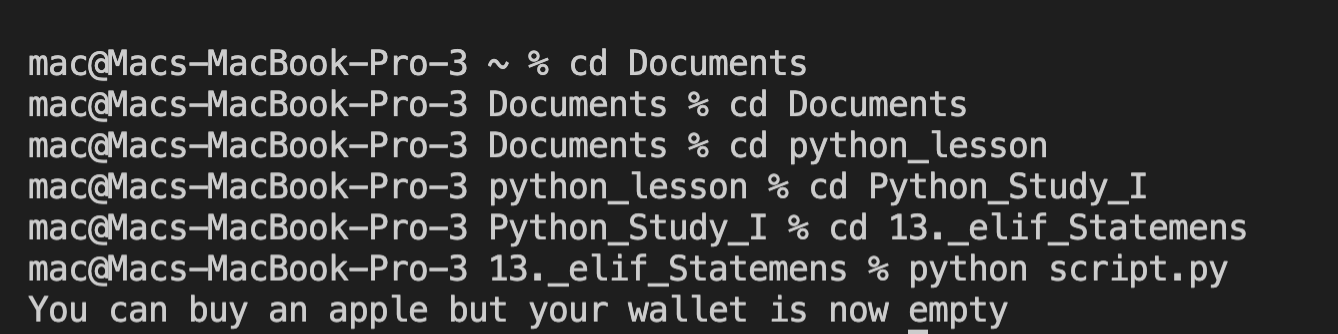 mac@Macs-MacBook-Pro-3 ~ % cd Documents
mac@Macs-MacBook-Pro-3 Documents % cd Documents
mac@Macs-MacBook-Pro-3 Documents % cd python_lesson
mac@Macs-MacBook-Pro-3 python_lesson % cd Python_Study_I
mac@Macs-MacBook-Pro-3 Python_Study_I % cd 13._elif_Statemens
mac@Macs-MacBook-Pro-3 13._elif_Statemens % python script.py
You can buy an apple but your wallet is now empty